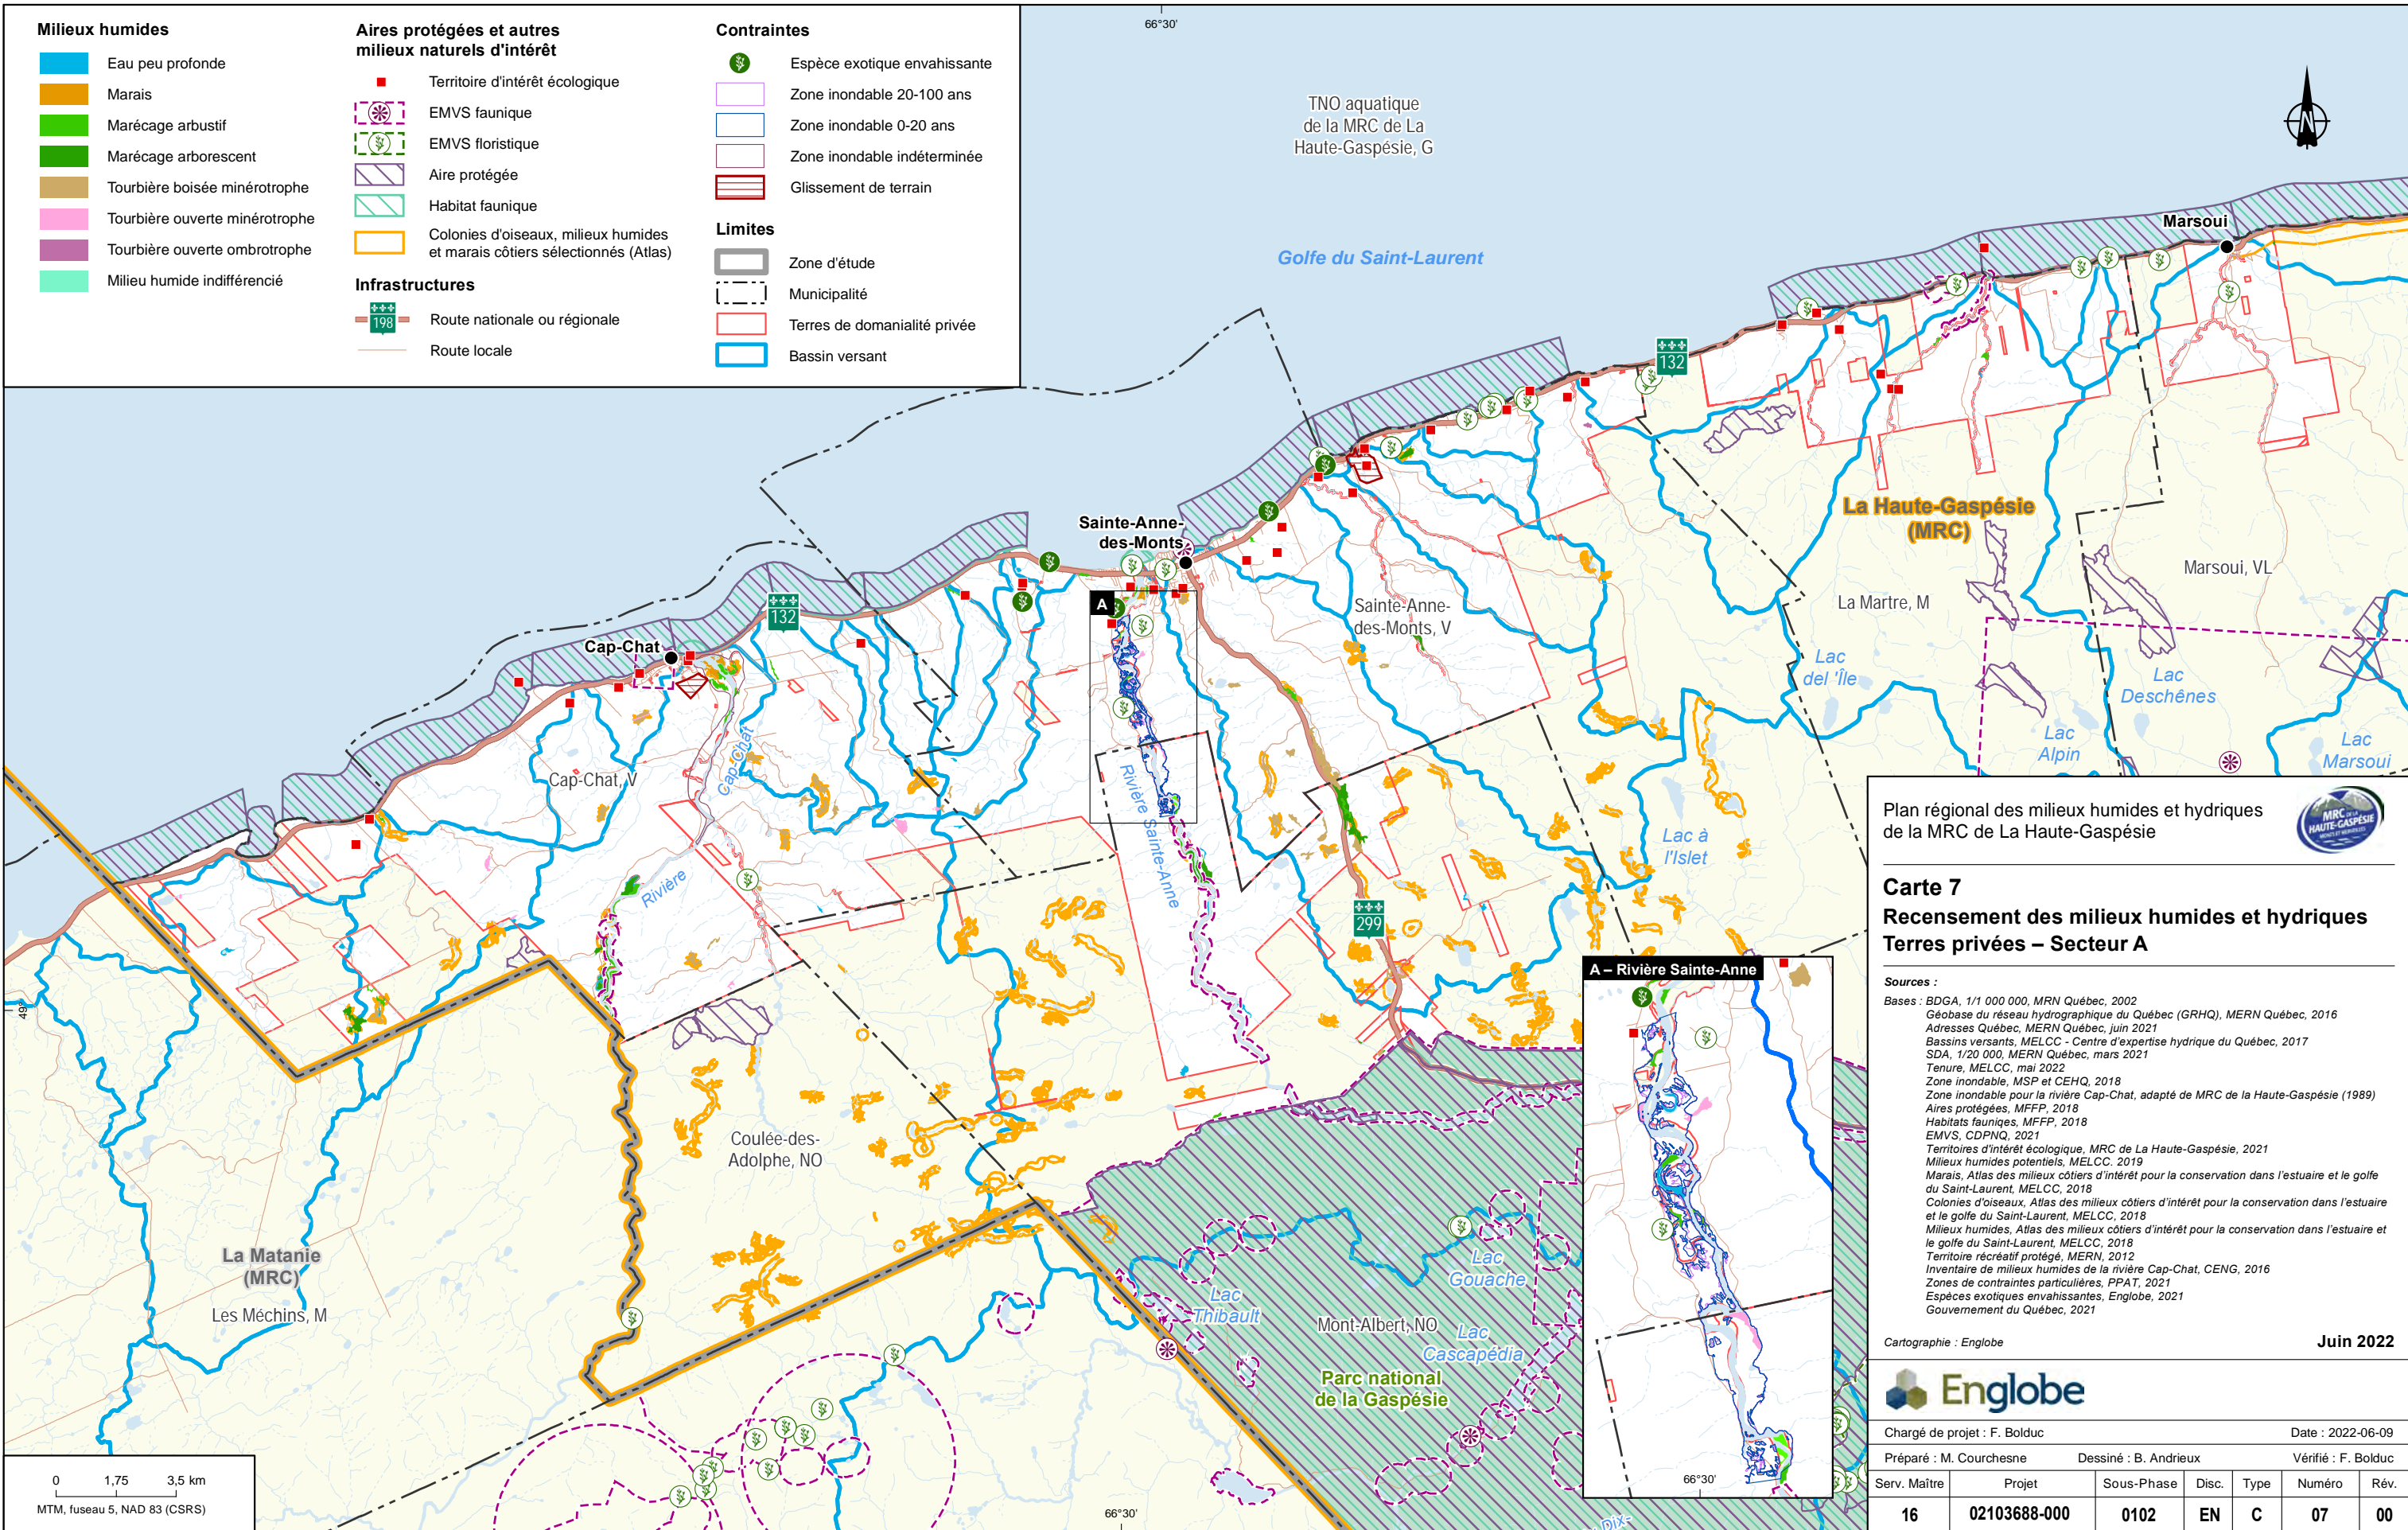 Milieux humides
Eau peu profonde
Marais
Marécage arbustif
Marécage arborescent
Tourbière boisée minérotrophe
Tourbière ouverte minérotrophe
Tourbière ouverte ombrotrophe
Milieu humide indifférencié
Aires protégées et autres
milieux naturels d'intérêt
Territoire d'intérêt écologique
EMVS faunique
EMVS floristique
Aire protégée
Habitat faunique
Colonies d'oiseaux, milieux humides
et marais côtiers sélectionnés (Atlas)
Infrastructures
198
Route nationale ou régionale
Route locale
Contraintes
Espèce exotique envahissante
Zone inondable 20-100 ans
Zone inondable 0-20 ans
Zone inondable indéterminée
Glissement de terrain
Limites
Zone d'étude
Municipalité
Terres de domanialité privée
Bassin versant
66°30'
TNO aquatique
de la MRC de La
Haute-Gaspésie, G
N
Golfe du Saint-Laurent
Marsoui
132
La Haute-Gaspésie
(MRC)
Sainte-Anne-
des-Monts
Marsoui, VL
La Martre, M
A
Sainte-Anne-
des-Monts, V
132
Cap-Chat
Lac
del 'Île
Lac
Deschênes
Lac
Alpin
Lac
Marsoui
Cap-Chat, V
Cap-Chat
Rivière
Rivière Sainte-Anne
Lac à
l'Islet
299
49°
Coulée-des-
Adolphe, NO
La Matanie
(MRC)
Les Méchins, M
Lac
Gouache
Lac
Thibault
Mont-Albert, NO
Lac
Cascapédia
Parc national
de la Gaspésie
Dix-
66°30'
A – Rivière Sainte-Anne
66°30'
0 1,75 3,5 km
MTM, fuseau 5, NAD 83 (CSRS)
Plan régional des milieux humides et hydriques
de la MRC de La Haute-Gaspésie
MRC DE LA
HAUTE-GASPÉSIE
MONTS ET MERVEILLES
Carte 7
Recensement des milieux humides et hydriques
Terres privées – Secteur A
Sources :
Bases : BDGA, 1/1 000 000, MRN Québec, 2002
Géobase du réseau hydrographique du Québec (GRHQ), MERN Québec, 2016
Adresses Québec, MERN Québec, juin 2021
Bassins versants, MELCC - Centre d'expertise hydrique du Québec, 2017
SDA, 1/20 000, MERN Québec, mars 2021
Tenure, MELCC, mai 2022
Zone inondable, MSP et CEHQ, 2018
Zone inondable pour la rivière Cap-Chat, adapté de MRC de la Haute-Gaspésie (1989)
Aires protégées, MFFP, 2018
Habitats fauniqes, MFFP, 2018
EMVS, CDPNQ, 2021
Territoires d'intérêt écologique, MRC de La Haute-Gaspésie, 2021
Milieux humides potentiels, MELCC. 2019
Marais, Atlas des milieux côtiers d'intérêt pour la conservation dans l'estuaire et le golfe
du Saint-Laurent, MELCC, 2018
Colonies d'oiseaux, Atlas des milieux côtiers d'intérêt pour la conservation dans l'estuaire
et le golfe du Saint-Laurent, MELCC, 2018
Milieux humides, Atlas des milieux côtiers d'intérêt pour la conservation dans l'estuaire et
le golfe du Saint-Laurent, MELCC, 2018
Territoire récréatif protégé, MERN, 2012
Inventaire de milieux humides de la rivière Cap-Chat, CENG, 2016
Zones de contraintes particulières, PPAT, 2021
Espèces exotiques envahissantes, Englobe, 2021
Gouvernement du Québec, 2021
Cartographie : Englobe Juin 2022
Englobe
Chargé de projet : F. Bolduc Date : 2022-06-09
Préparé : M. Courchesne Dessiné : B. Andrieux Vérifié : F. Bolduc
Serv. Maître Projet Sous-Phase Disc. Type Numéro Rév.
16 02103688-000 0102 EN C 07 00